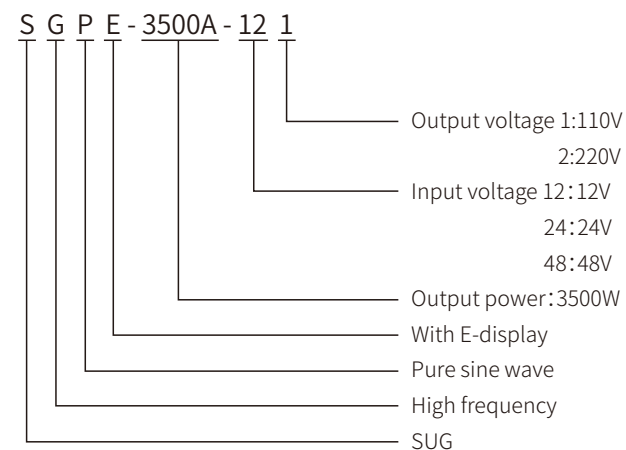 S G P E - 3500A - 12 1
Output voltage 1:110V
2:220V
Input voltage 12：12V
24：24V
48：48V
Output power：3500W
With E-display
Pure sine wave
High frequency
SUG